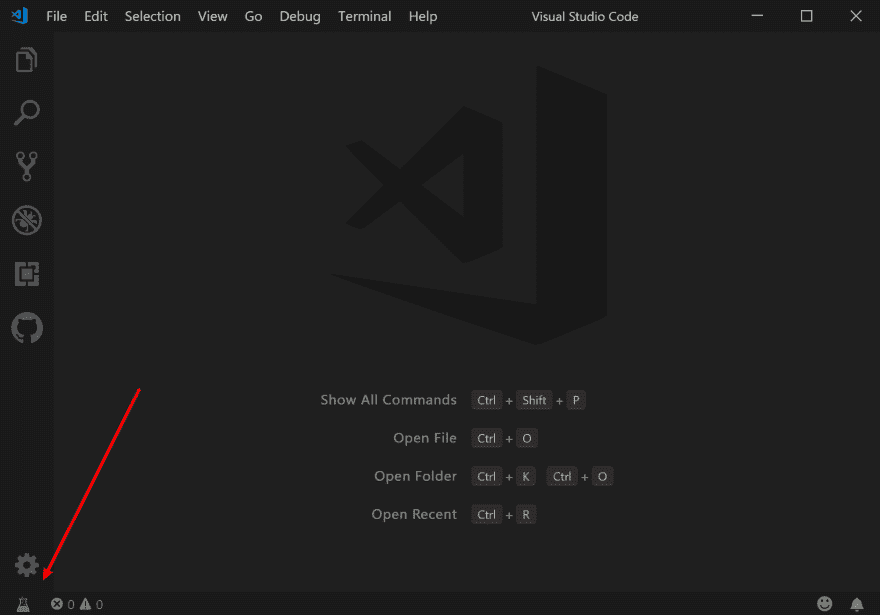 File Edit Selection View Go Debug Terminal Help Visual Studio Code
Show All Commands Ctrl + Shift + P
Open File Ctrl + O
Open Folder Ctrl + K Ctrl + O
Open Recent Ctrl + R
0 0